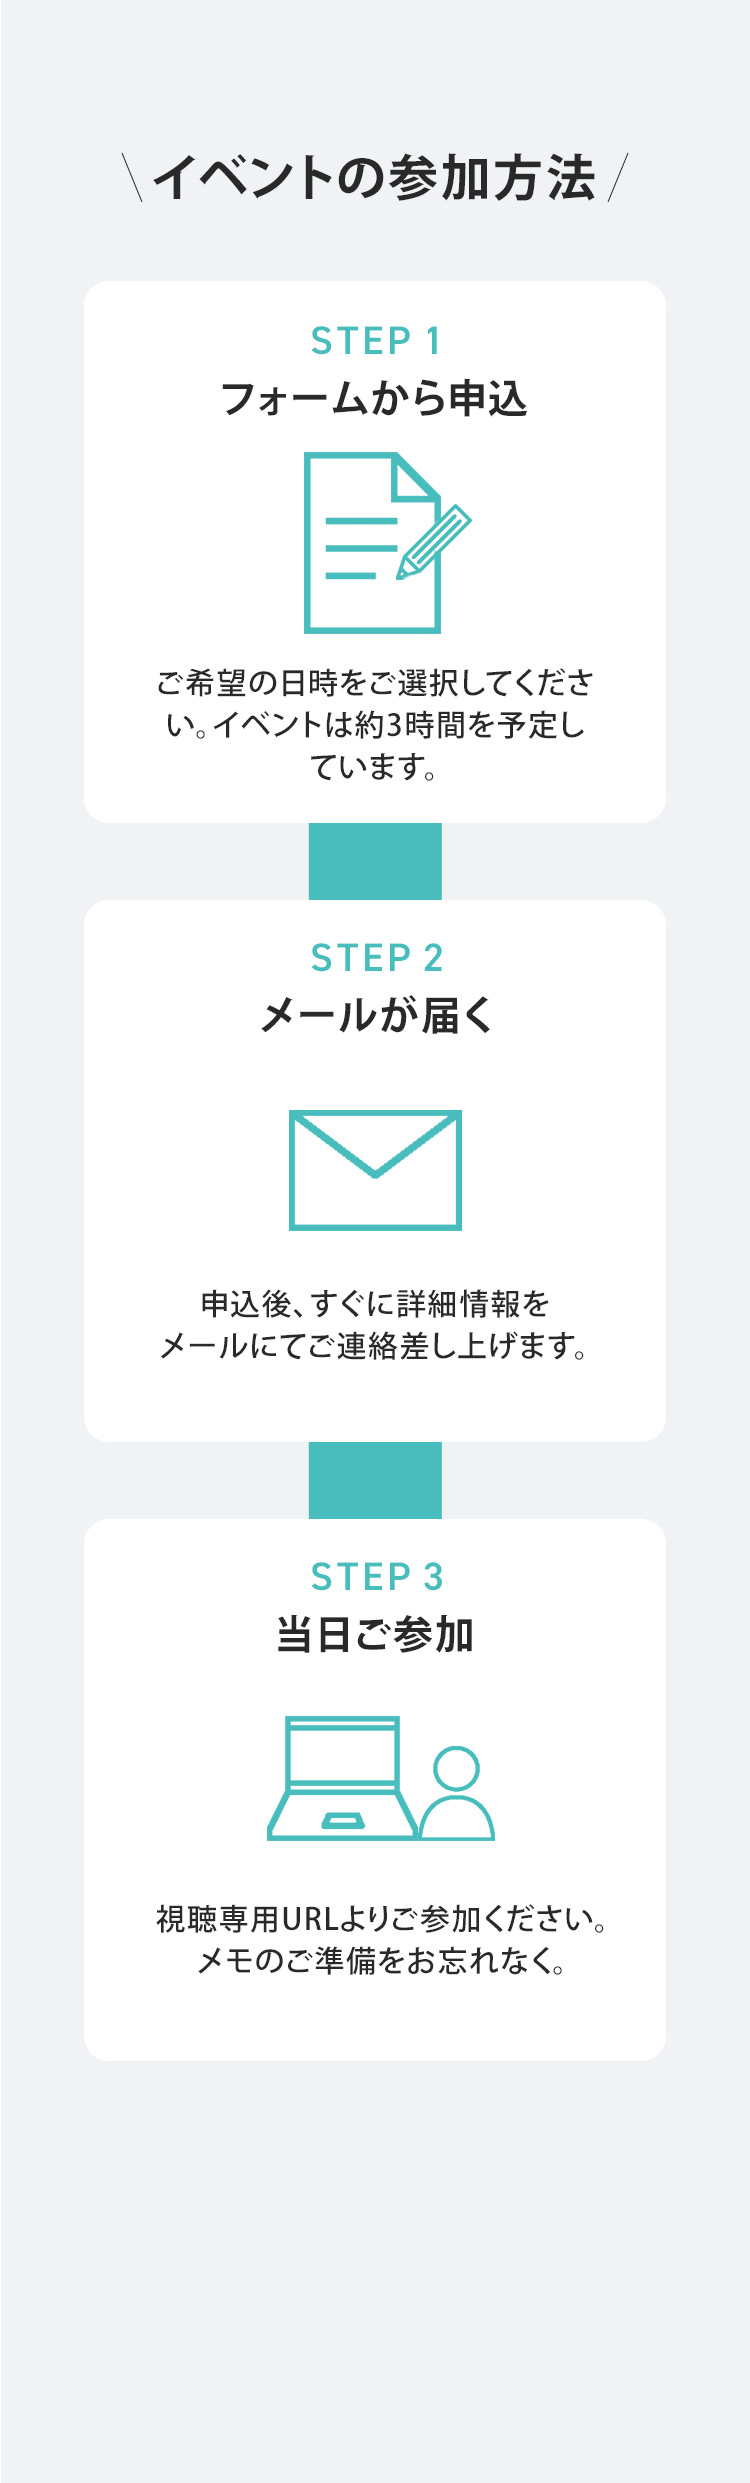 イベントの参加方法
STEP 1
フォームから申込
ご希望の日時をご選択してくださ
い。イベントは約3時間を予定し
ています。
STEP 2
メールが届く
申込後、すぐに詳細情報を
メールにてご連絡差し上げます。
STEP 3
当日ご参加
視聴専用URLよりご参加ください。
メモのご準備をお忘れなく。